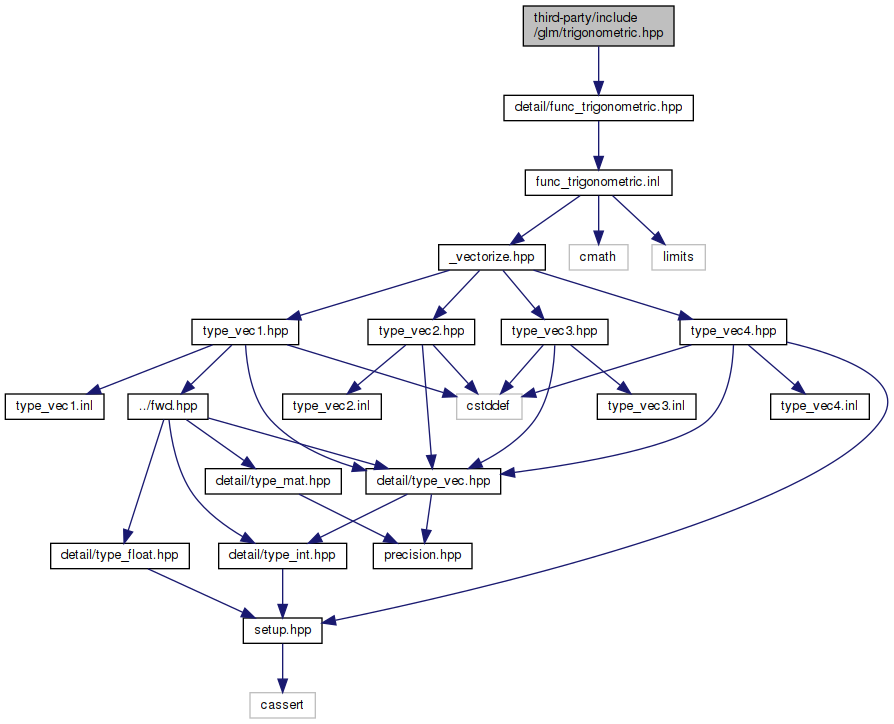 third-party/include
/glm/trigonometric.hpp
detail/func_trigonometric.hpp
func_trigonometric.inl
_vectorize.hpp
cmath
limits
type_vec1.hpp
type_vec2.hpp
type_vec3.hpp
type_vec4.hpp
type_vec1.inl
../fwd.hpp
type_vec2.inl
cstddef
type_vec3.inl
type_vec4.inl
detail/type_mat.hpp
detail/type_vec.hpp
detail/type_float.hpp
detail/type_int.hpp
precision.hpp
setup.hpp
cassert